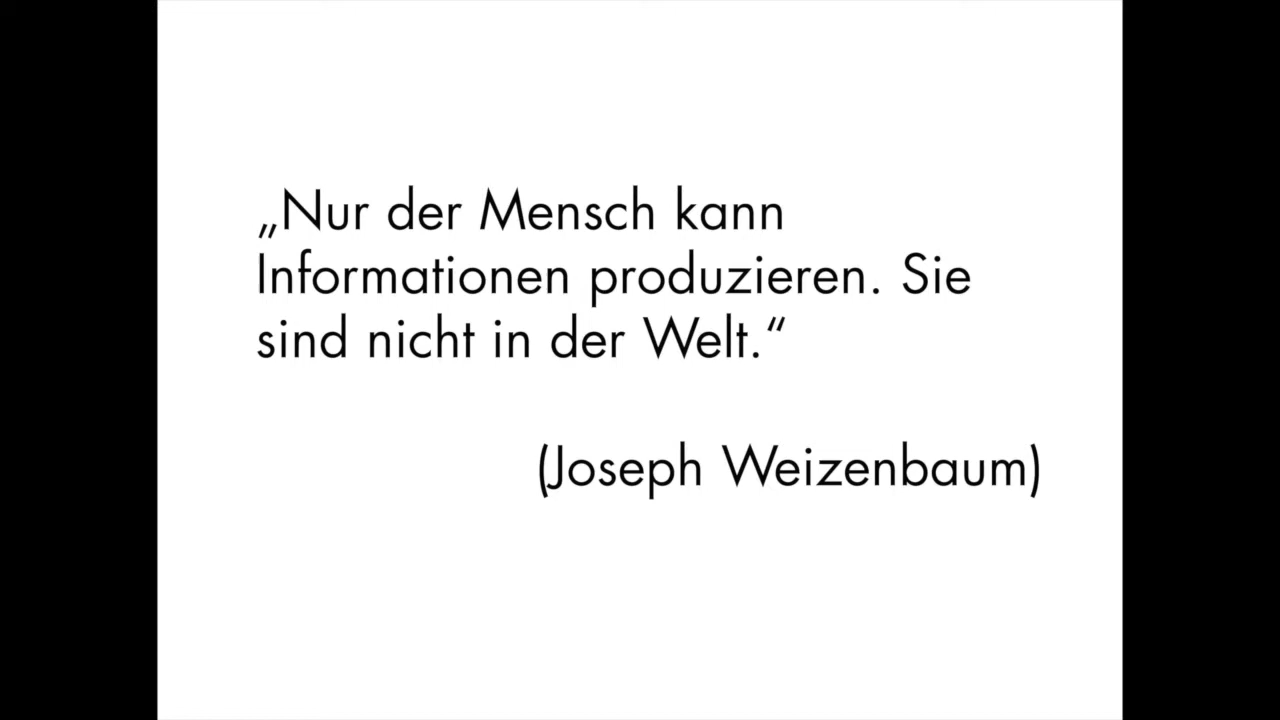 „Nur der Mensch kann
Informationen produzieren. Sie
sind nicht in der Welt.“
(Joseph Weizenbaum)